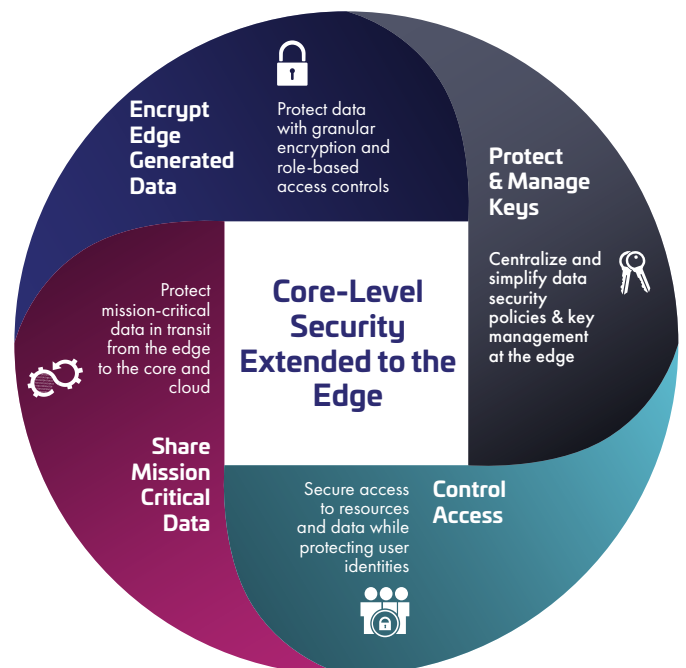 Encrypt
Edge
Generated
Data
Protect data
with granular
encryption and
role-based
access controls
Protect
& Manage
Keys
Centralize and
simplify data
security
policies & key
management
at the edge
Core-Level
Security
Extended to the
Edge
Protect
mission-critical
data in transit
from the edge
to the core and
cloud
Share
Mission
Critical
Data
Secure access
to resources
and data while
protecting user
identities
Control
Access